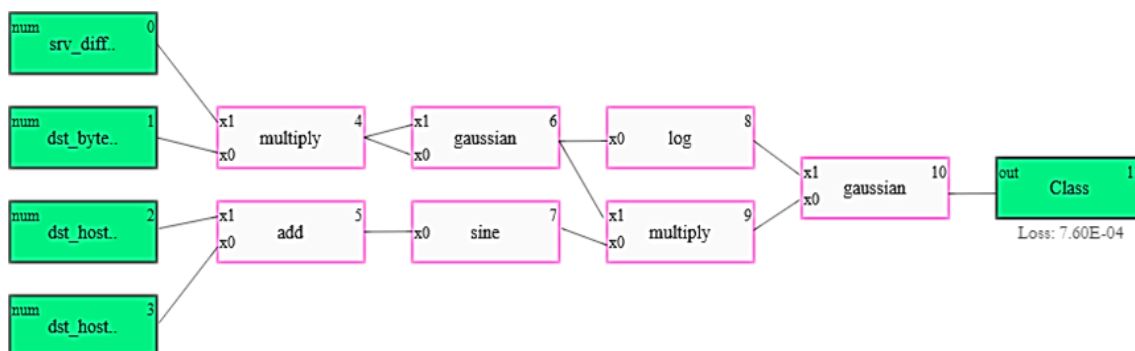 num 0
srv_diff..
num 1
dst_byte..
x1 multiply 4
x0
x1 gaussian 6
x0
x0 log 8
x1 gaussian 10
x0
out Class 1
Loss: 7.60E-04
num 2
dst_host..
x1 add 5
x0
x0 sine 7
x1 multiply 9
x0
num 3
dst_host..